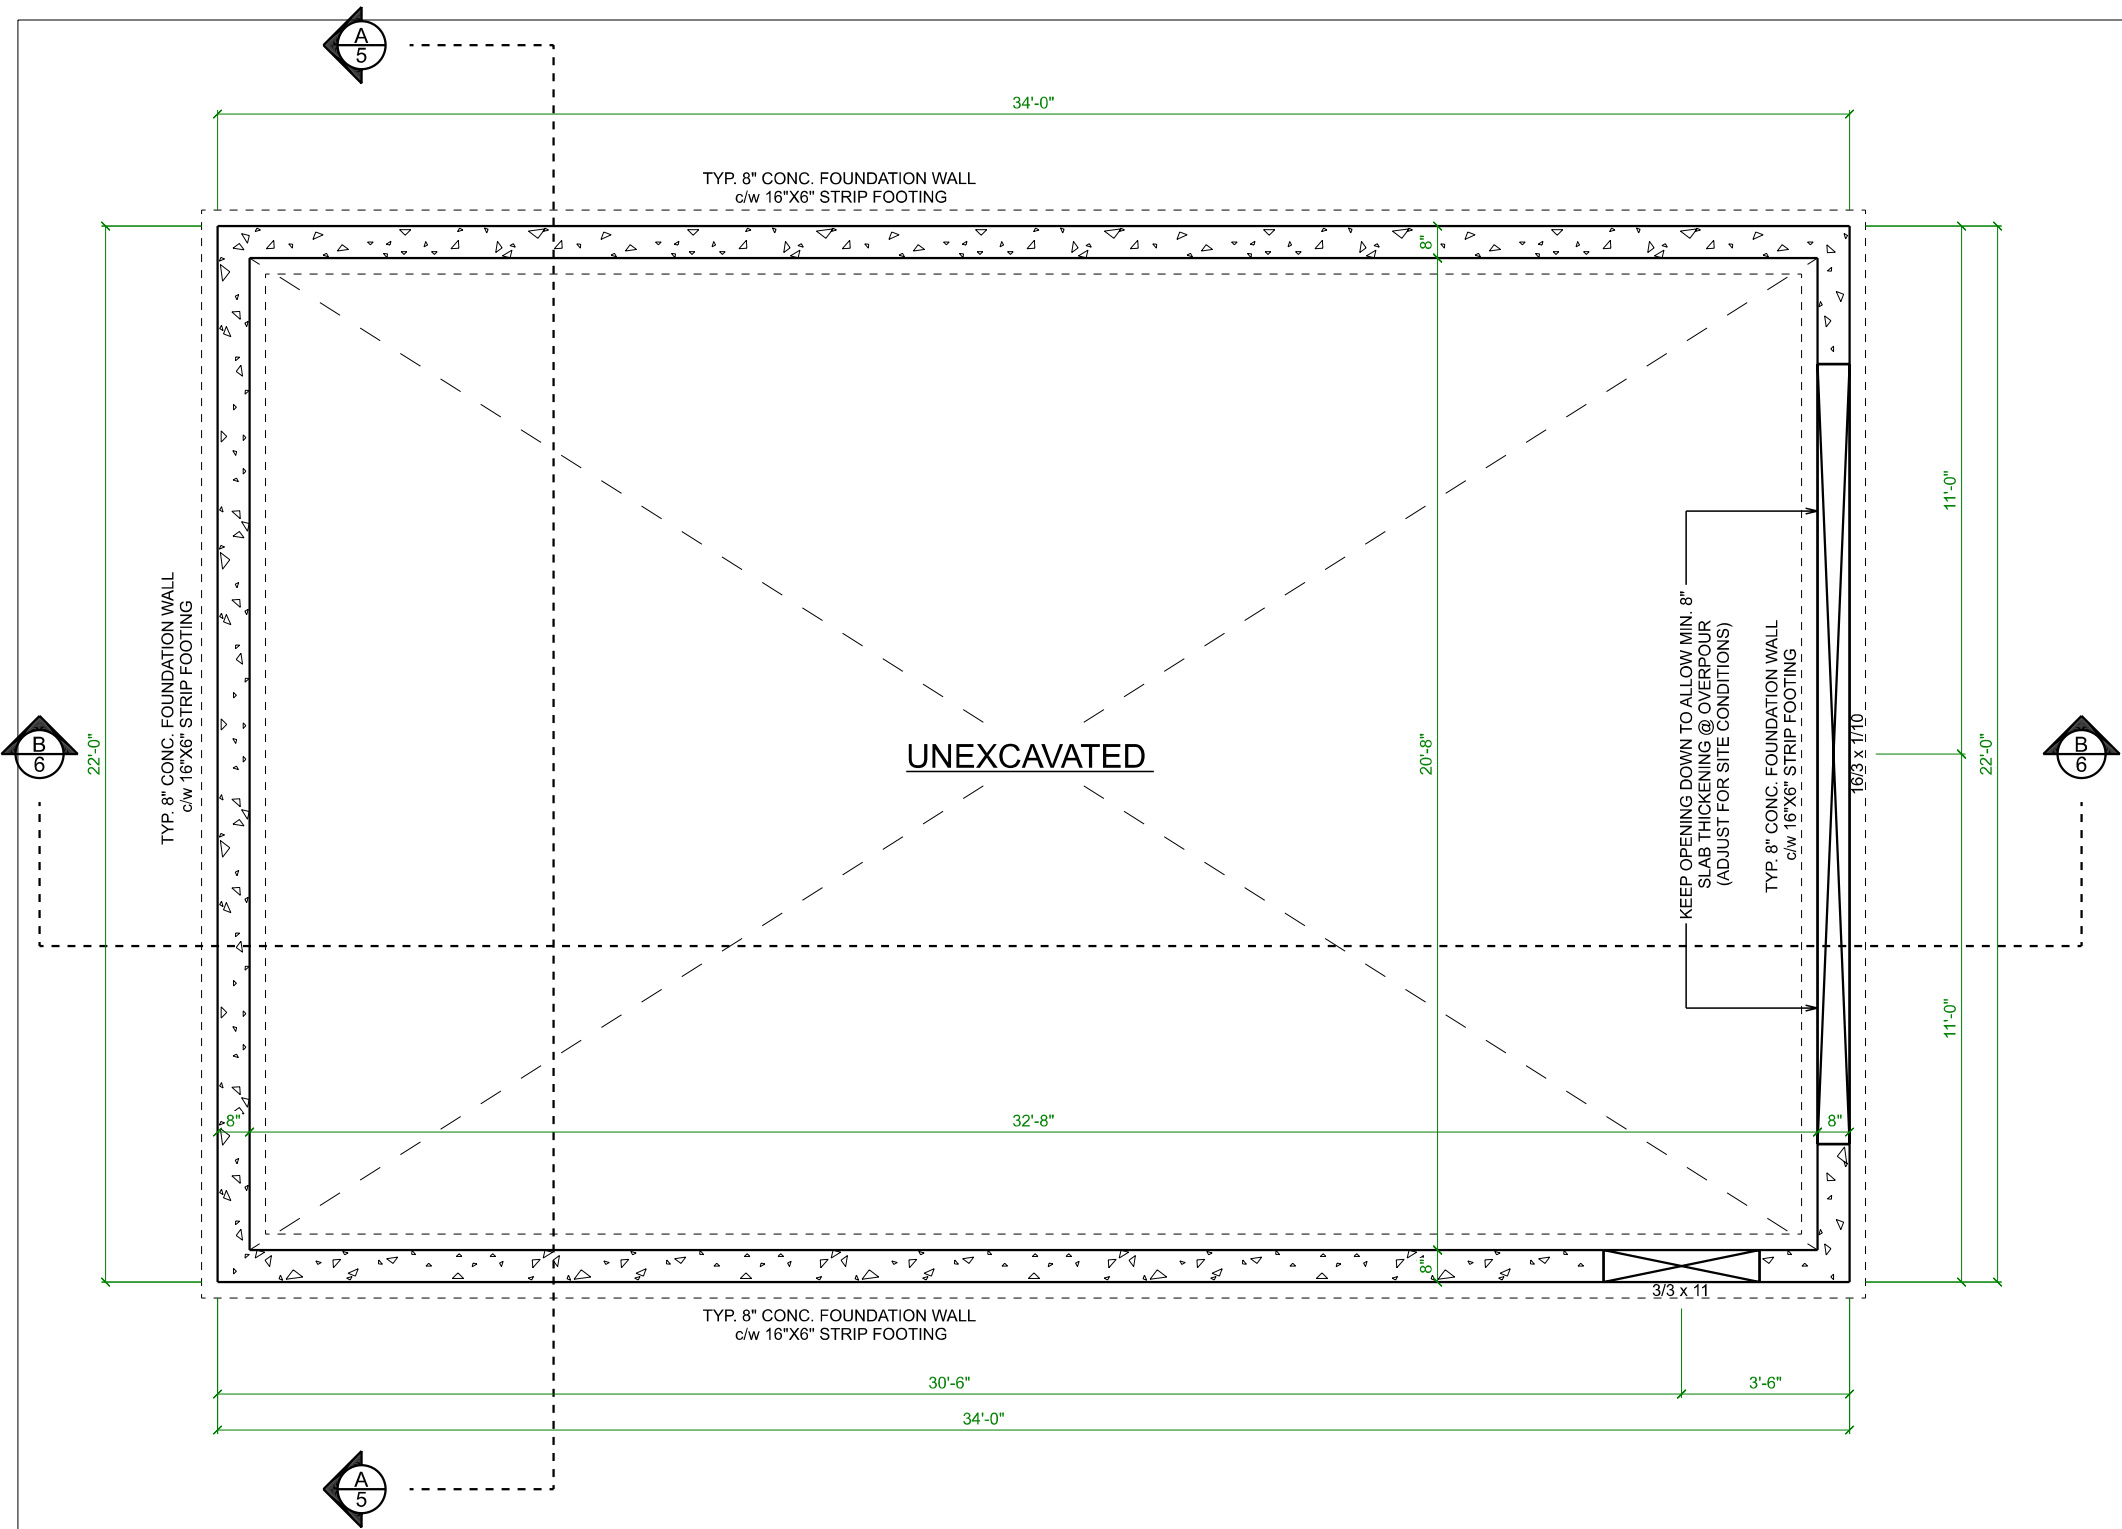 A
5
34'-0"
TYP. 8" CONC. FOUNDATION WALL
c/w 16"X6" STRIP FOOTING
8"
11'-0"
TYP. 8" CONC. FOUNDATION WALL
c/w 16"X6" STRIP FOOTING
KEEP OPENING DOWN TO ALLOW MIN. 8"
SLAB THICKENING @ OVERPOUR
(ADJUST FOR SITE CONDITIONS)
TYP. 8" CONC. FOUNDATION WALL
c/w 16"X6" STRIP FOOTING
B
6
22'-0"
UNEXCAVATED
20'-8"
16/3 x 1/10
22'-0"
B
6
11'-0"
8"
32'-8"
8"
8"
3/3 x 11
TYP. 8" CONC. FOUNDATION WALL
c/w 16"X6" STRIP FOOTING
30'-6"
3'-6"
34'-0"
A
5